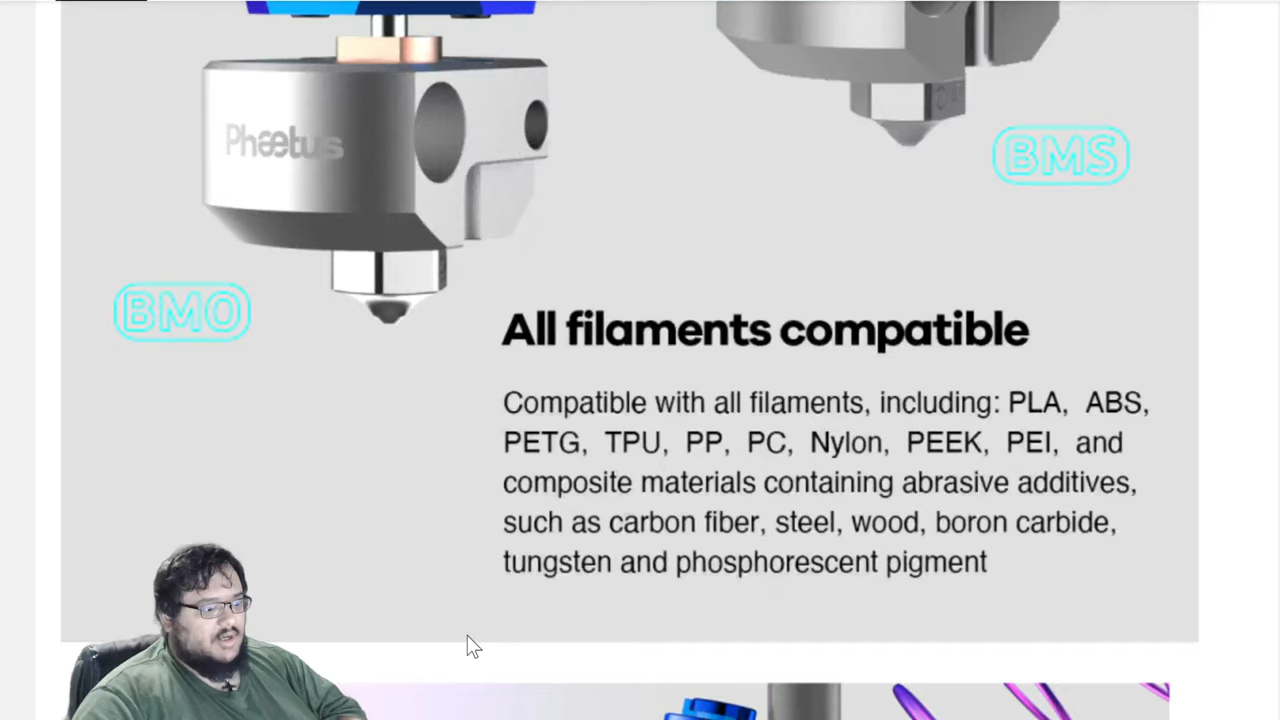 Phaetus
BMS
BMO
All filaments compatible
Compatible with all filaments, including: PLA, ABS,
PETG, TPU, PP, PC, Nylon, PEEK, PEI, and
composite materials containing abrasive additives,
such as carbon fiber, steel, wood, boron carbide,
tungsten and phosphorescent pigment